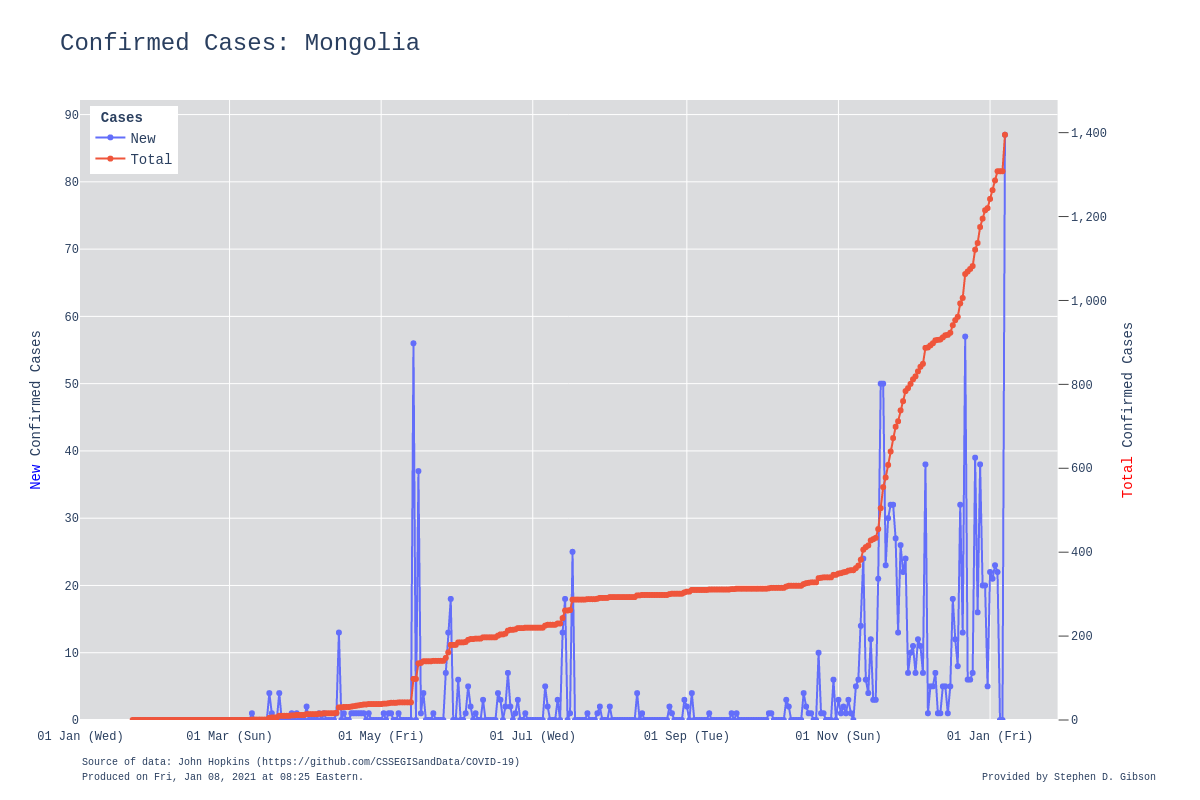 Confirmed Cases: Mongolia
Cases
New
Total
90
80
70
60
50
40
30
20
10
0
New Confirmed Cases
1,400
1,200
1,000
800
600
400
200
0
Total Confirmed Cases
01 Jan (Wed)
01 Mar (Sun)
01 May (Fri)
01 Jul (Wed)
01 Sep (Tue)
01 Nov (Sun)
01 Jan (Fri)
Source of data: John Hopkins (https://github.com/CSSEGISandData/COVID-19)
Produced on Fri, Jan 08, 2021 at 08:25 Eastern.
Provided by Stephen D. Gibson